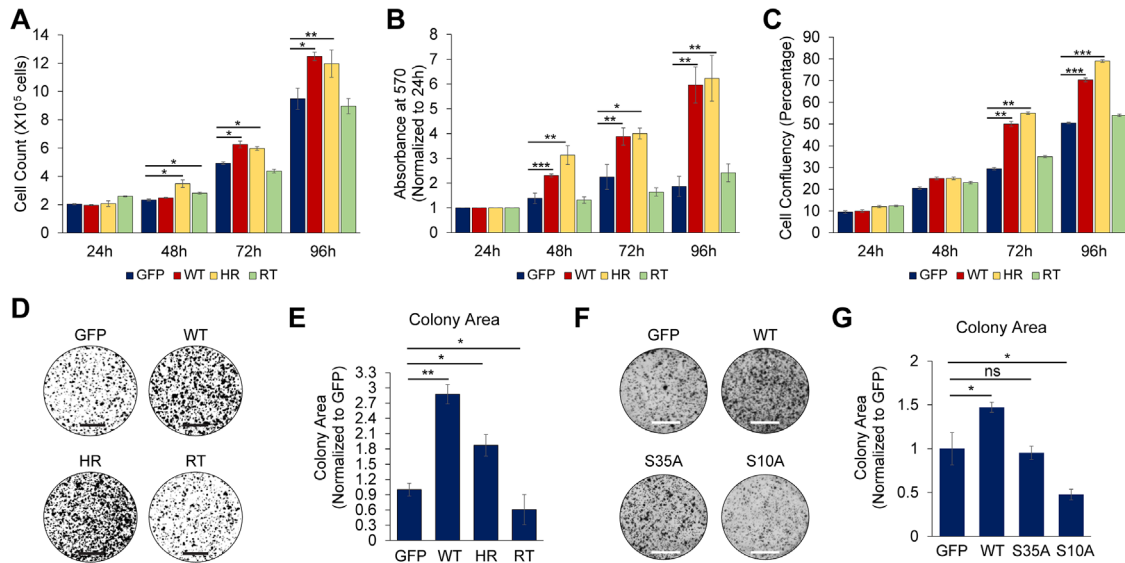 A
Cell Count (X10⁵ cells)
14
12
10
8
6
4
2
0
**
*
*
*
*
*
24h 48h 72h 96h
GFP WT HR RT
B
Absorbance at 570
(Normalized to 24h)
8
7
6
5
4
3
2
1
**
***
*
**
**
**
24h 48h 72h 96h
GFP WT HR RT
C
Cell Confluency (Percentage)
90
80
70
60
50
40
30
20
10
0
**
**
***
***
24h 48h 72h 96h
GFP WT HR RT
D
GFP WT
HR RT
E
Colony Area
Colony Area
(Normalized to GFP)
3.3
3
2.7
2.4
2.1
1.8
1.5
1.2
0.9
0.6
0.3
*
*
**
GFP WT HR RT
F
GFP WT
S35A S10A
G
Colony Area
Colony Area
(Normalized to GFP)
2
1.5
1
0.5
0
*
ns
*
GFP WT S35A S10A